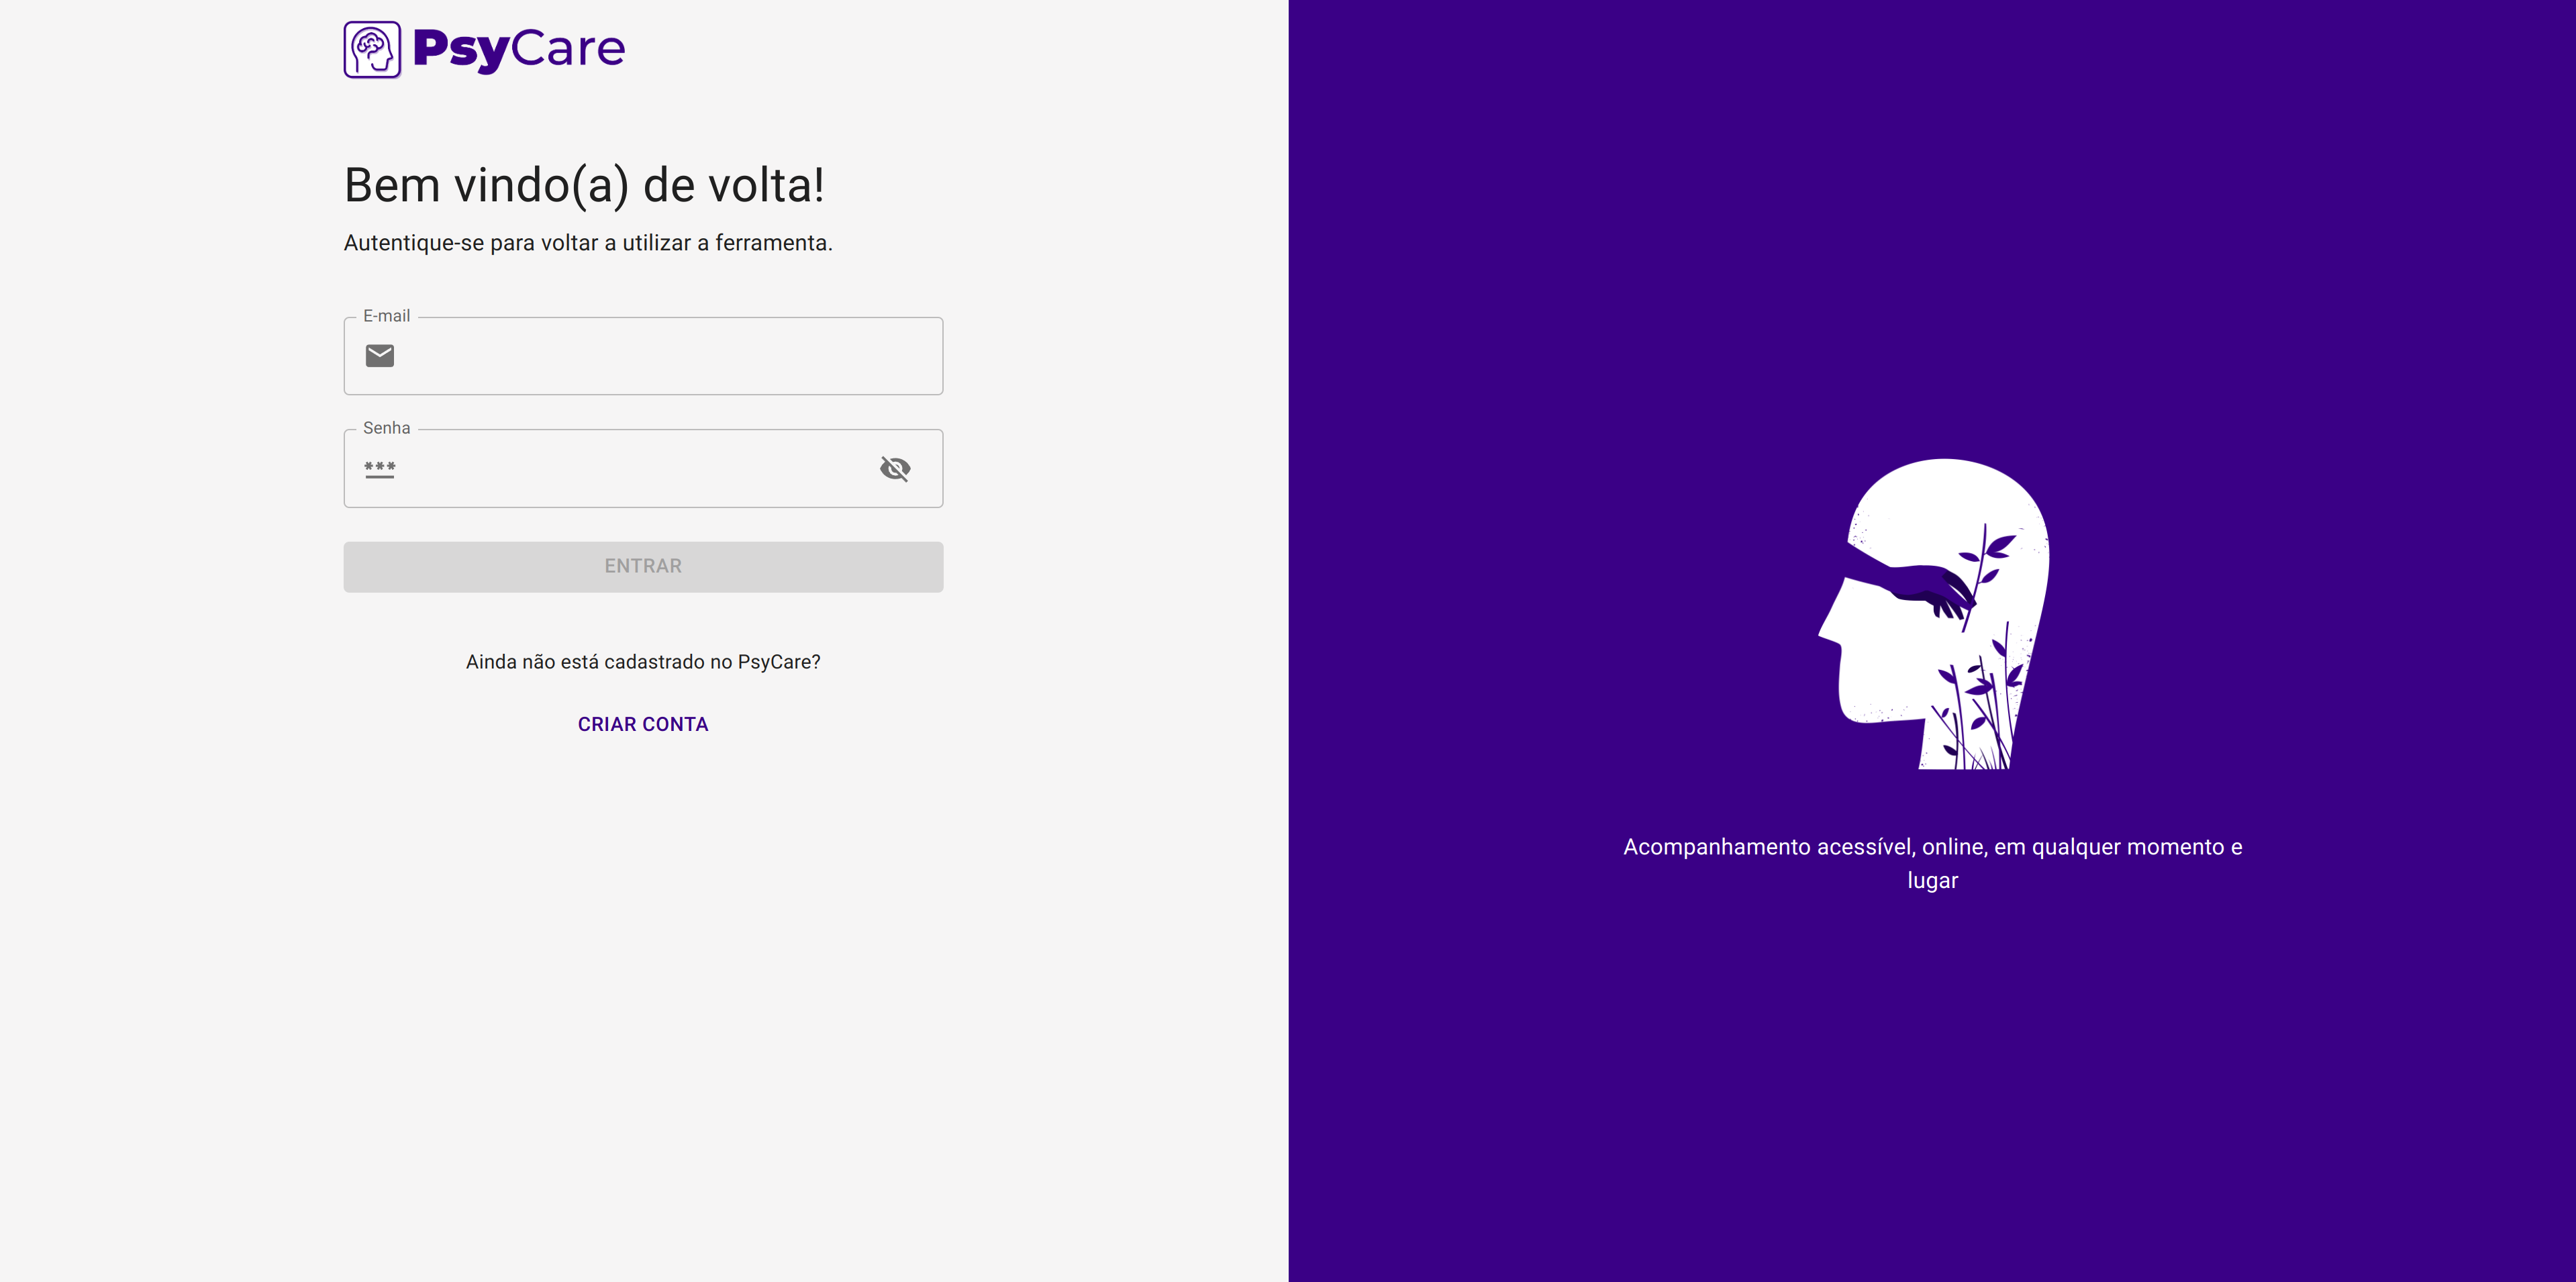 PsyCare
Bem vindo(a) de volta!
Autentique-se para voltar a utilizar a ferramenta.
E-mail
Senha
***
ENTRAR
Ainda não está cadastrado no PsyCare?
CRIAR CONTA
Acompanhamento acessível, online, em qualquer momento e
lugar